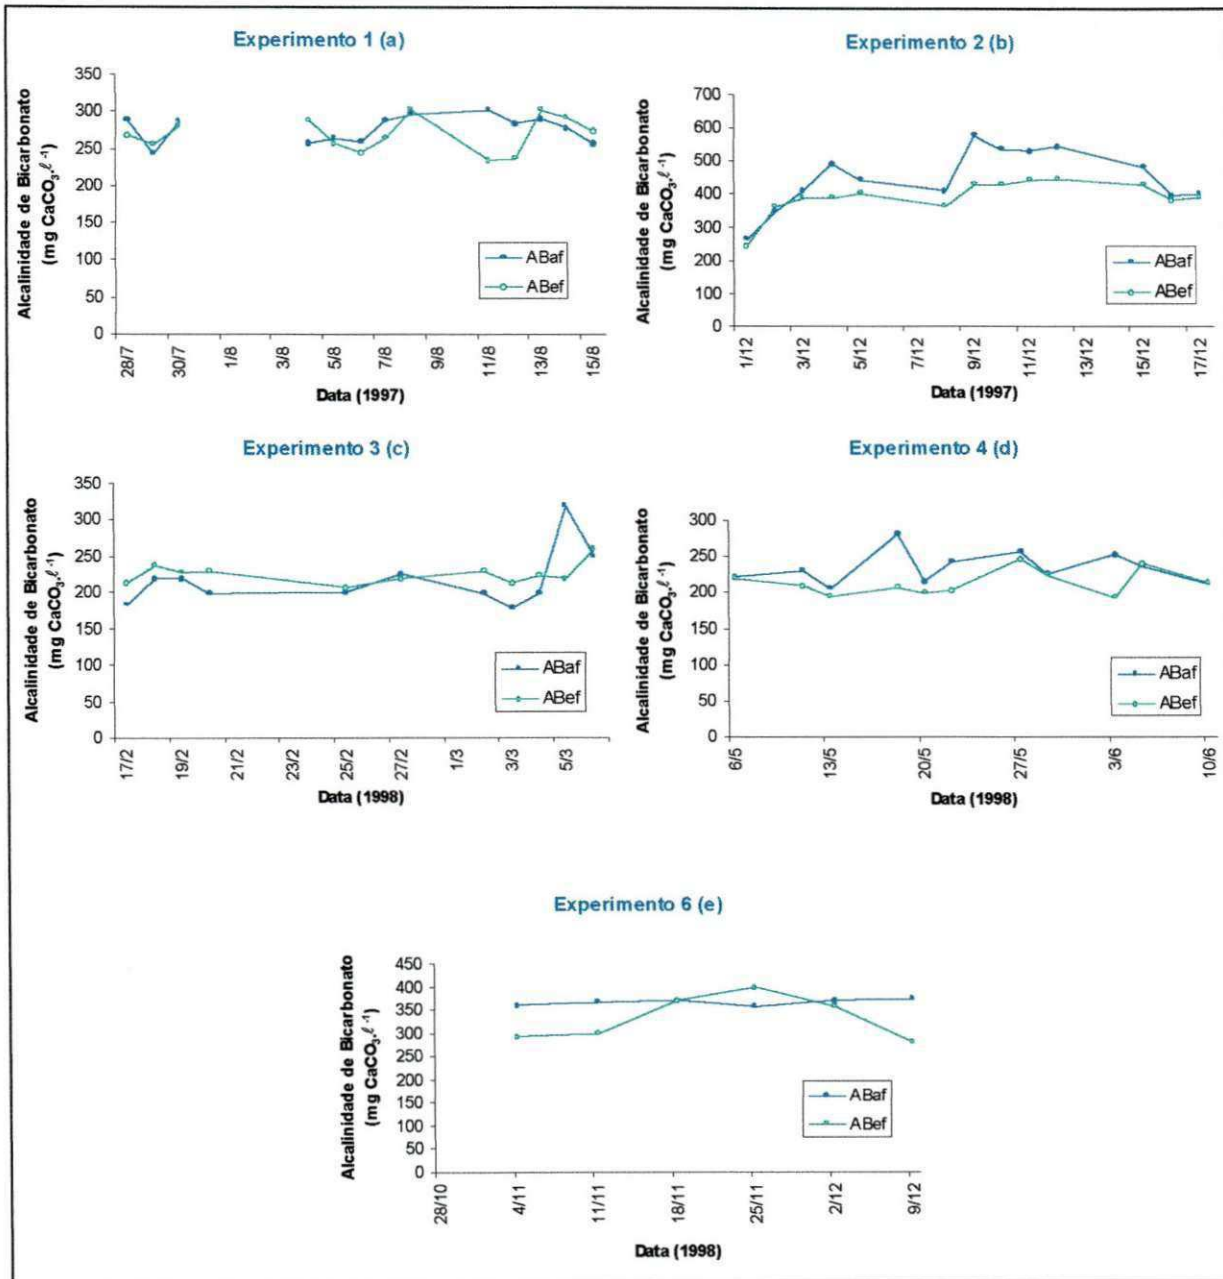 Experimento 1 (a)
Alcalinidade de Bicarbonato
(mg CaCO₃.ℓ⁻¹)
350
300
250
200
150
100
50
0
ABaf
ABef
28/7
30/7
1/8
3/8
5/8
7/8
9/8
11/8
13/8
15/8
Data (1997)
Experimento 2 (b)
Alcalinidade de Bicarbonato
(mg CaCO₃.ℓ⁻¹)
700
600
500
400
300
200
100
0
ABaf
ABef
1/12
3/12
5/12
7/12
9/12
11/12
13/12
15/12
17/12
Data (1997)
Experimento 3 (c)
Alcalinidade de Bicarbonato
(mg CaCO₃.ℓ⁻¹)
350
300
250
200
150
100
50
0
ABaf
ABef
17/2
19/2
21/2
23/2
25/2
27/2
1/3
3/3
5/3
Data (1998)
Experimento 4 (d)
Alcalinidade de Bicarbonato
(mg CaCO₃.ℓ⁻¹)
300
250
200
150
100
50
0
ABaf
ABef
6/5
13/5
20/5
27/5
3/6
10/6
Data (1998)
Experimento 6 (e)
Alcalinidade de Bicarbonato
(mg CaCO₃.ℓ⁻¹)
450
400
350
300
250
200
150
100
50
0
ABaf
ABef
28/10
4/11
11/11
18/11
25/11
2/12
9/12
Data (1998)